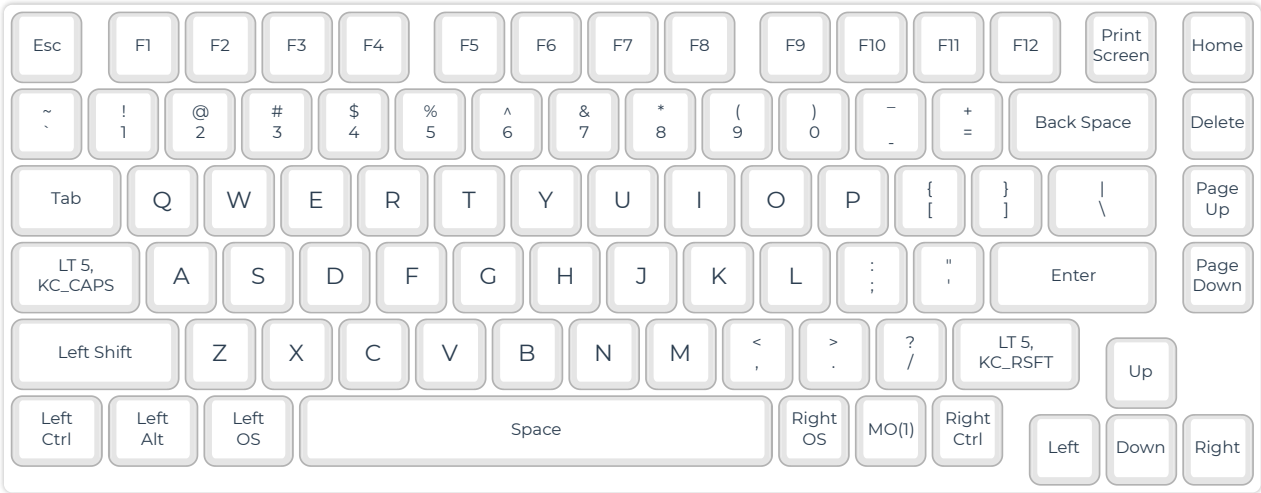 Esc F1 F2 F3 F4 F5 F6 F7 F8 F9 F10 F11 F12 Print Screen Home
~ ! @ # $ % ^ & * ( ) _ +
` 1 2 3 4 5 6 7 8 9 0 - = Back Space Delete
Tab Q W E R T Y U I O P { } | Page Up
[ ] \
LT 5, KC_CAPS A S D F G H J K L : " Enter Page Down
; '
Left Shift Z X C V B N M < > ? LT 5, KC_RSFT Up
, . /
Left Ctrl Left Alt Left OS Space Right OS MO(1) Right Ctrl Left Down Right